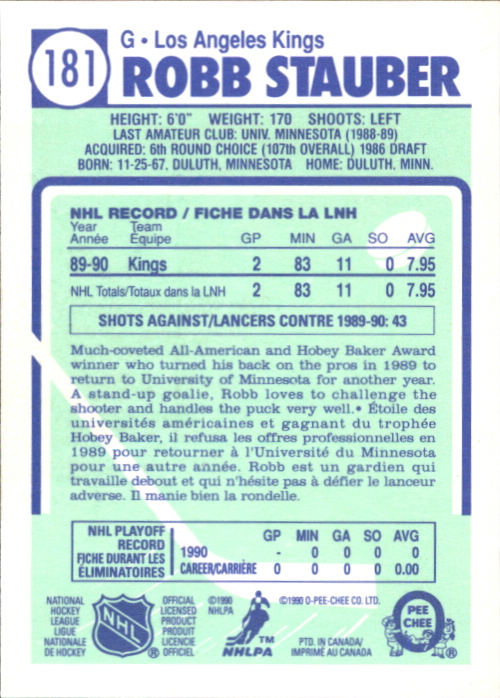 181
G • Los Angeles Kings
ROBB STAUBER
HEIGHT: 6'0" WEIGHT: 170 SHOOTS: LEFT
LAST AMATEUR CLUB: UNIV. MINNESOTA (1988-89)
ACQUIRED: 6th ROUND CHOICE (107th OVERALL) 1986 DRAFT
BORN: 11-25-67, DULUTH, MINNESOTA HOME: DULUTH, MINN.
NHL RECORD / FICHE DANS LA LNH
Year Team
Année Équipe GP MIN GA SO AVG
89-90 Kings 2 83 11 0 7.95
NHL Totals/Totaux dans la LNH 2 83 11 0 7.95
SHOTS AGAINST/LANCERS CONTRE 1989-90: 43
Much-coveted All-American and Hobey Baker Award
winner who turned his back on the pros in 1989 to
return to University of Minnesota for another year.
A stand-up goalie, Robb loves to challenge the
shooter and handles the puck very well. • Étoile des
universités américaines et gagnant du trophée
Hobey Baker, il refusa les offres professionnelles en
1989 pour retourner à l'Université du Minnesota
pour une autre année. Robb est un gardien qui
travaille debout et qui n'hésite pas à défier le lanceur
adverse. Il manie bien la rondelle.
NHL PLAYOFF
RECORD
FICHE DURANT LES
ÉLIMINATOIRES
GP MIN GA SO AVG
1990 - 0 0 0 0
CAREER/CARRIÈRE 0 0 0 0 0.00
NATIONAL
HOCKEY
LEAGUE
LIGUE
NATIONALE
DE HOCKEY
NHL
®
OFFICIAL
LICENSED
PRODUCT
PRODUIT
LICENCIE
OFFICIEL
©1990
NHLPA
TM
NHLPA
©1990 O-PEE-CHEE CO. LTD.
PTD. IN CANADA/
IMPRIMÉ AU CANADA
O
PEE
CHEE
®